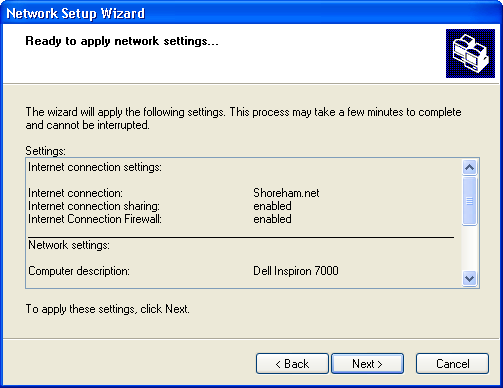 Network Setup Wizard
Ready to apply network settings...
The wizard will apply the following settings. This process may take a few minutes to complete
and cannot be interrupted.
Settings:
Internet connection settings:
Internet connection: Shoreham.net
Internet connection sharing: enabled
Internet Connection Firewall: enabled
Network settings:
Computer description: Dell Inspiron 7000
To apply these settings, click Next.
< Back Next > Cancel